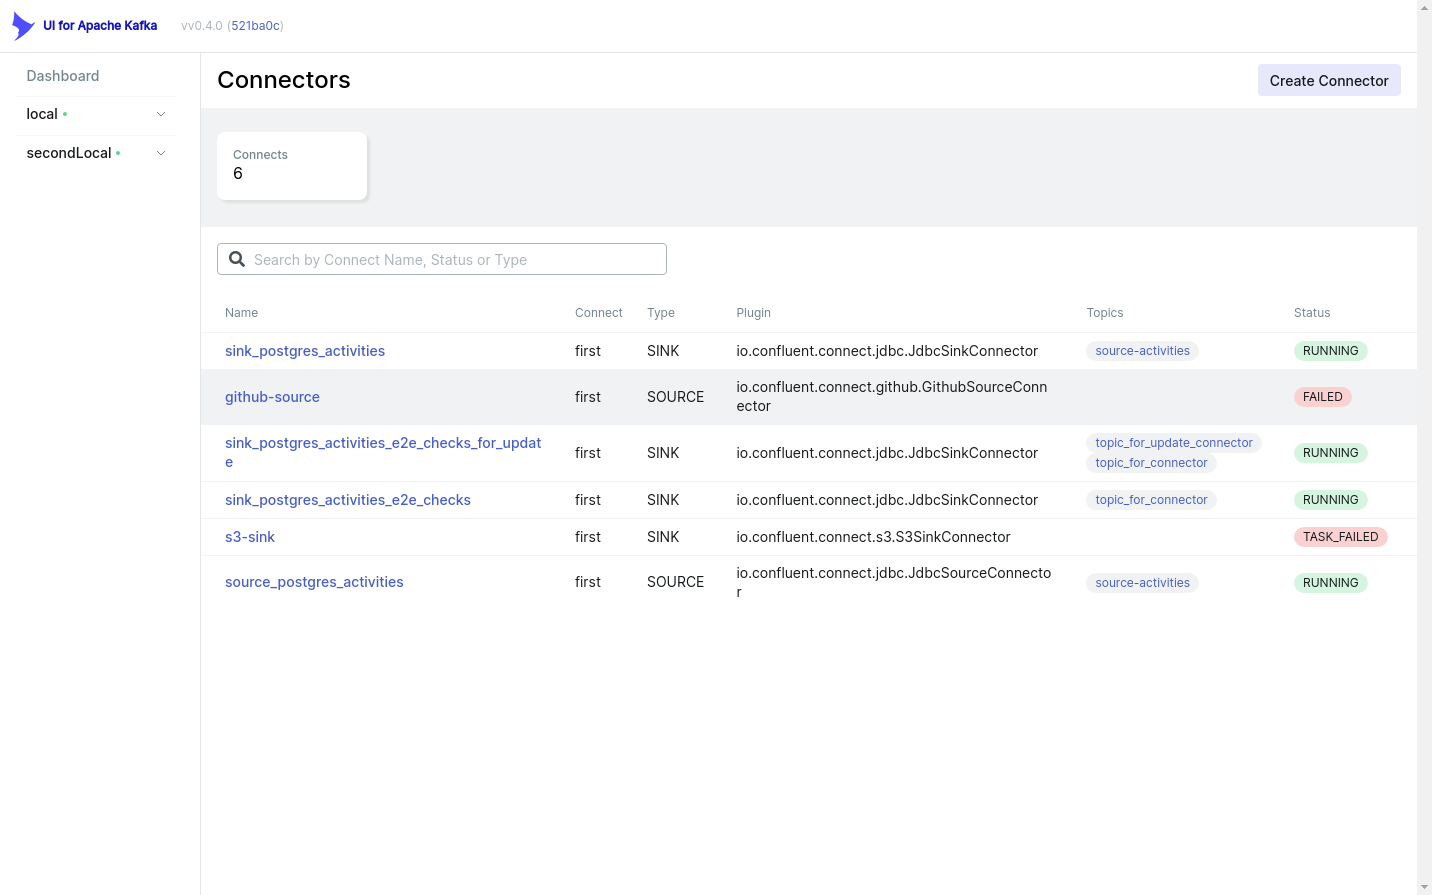 UI for Apache Kafka vv0.4.0 (521ba0c)
Dashboard
local
secondLocal
Connectors
Create Connector
Connects
6
Search by Connect Name, Status or Type
Name Connect Type Plugin Topics Status
sink_postgres_activities first SINK io.confluent.connect.jdbc.JdbcSinkConnector source-activities RUNNING
github-source first SOURCE io.confluent.connect.github.GithubSourceConn
ector FAILED
sink_postgres_activities_e2e_checks_for_updat
e first SINK io.confluent.connect.jdbc.JdbcSinkConnector topic_for_update_connector
topic_for_connector RUNNING
sink_postgres_activities_e2e_checks first SINK io.confluent.connect.jdbc.JdbcSinkConnector topic_for_connector RUNNING
s3-sink first SINK io.confluent.connect.s3.S3SinkConnector TASK_FAILED
source_postgres_activities first SOURCE io.confluent.connect.jdbc.JdbcSourceConnecto
r source-activities RUNNING